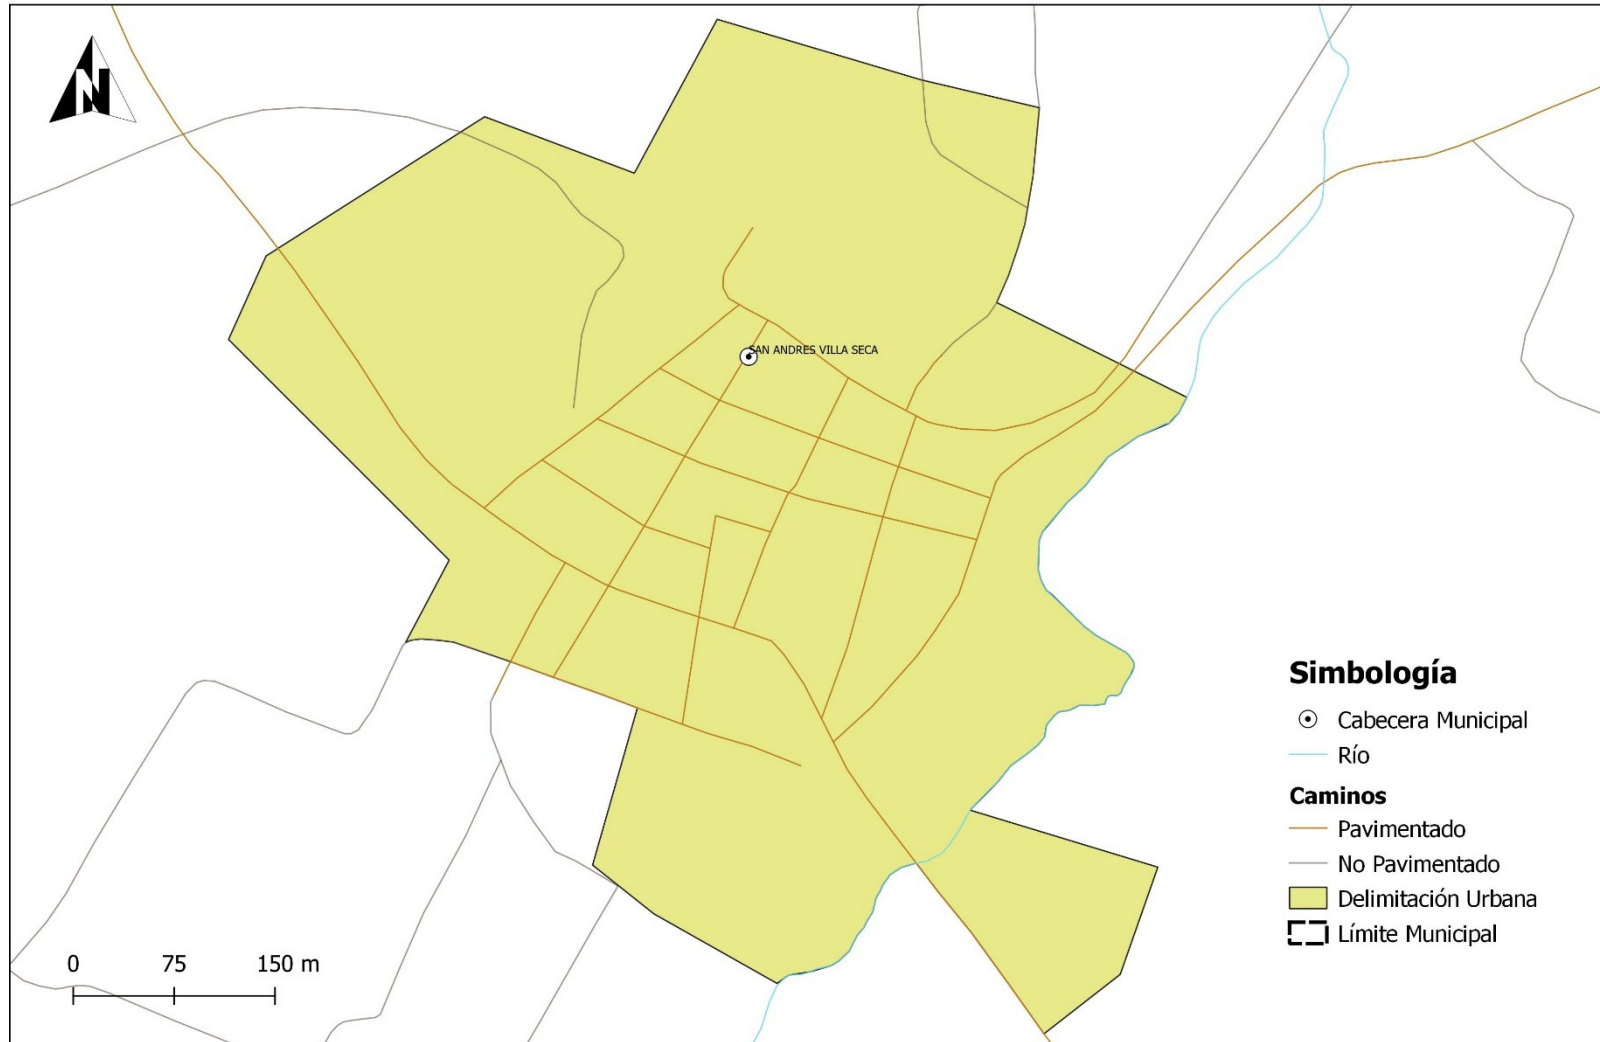 N
SAN ANDRES VILLA SECA
Simbología
Cabecera Municipal
Río
Caminos
Pavimentado
No Pavimentado
Delimitación Urbana
Límite Municipal
0 75 150 m